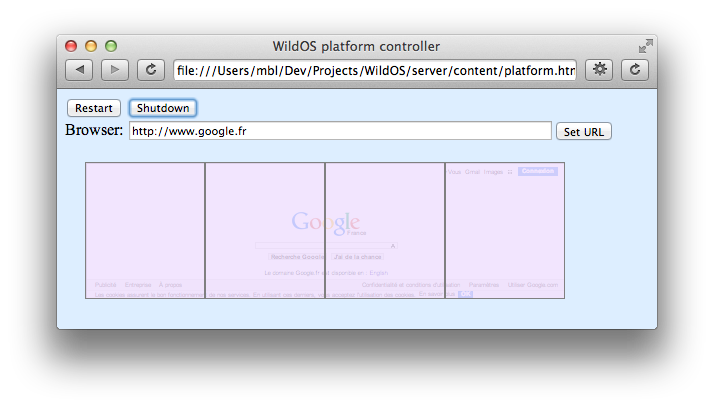 WildOS platform controller
file:///Users/mbl/Dev/Projects/WildOS/server/content/platform.htm
Restart Shutdown
Browser: http://www.google.fr Set URL
Gmail Images Connexion
Google
France
Recherche Google J'ai de la chance
Le domaine Google.fr est disponible en : English
Publicité Entreprise À propos Confidentialité et conditions d'utilisation Paramètres Utiliser Google.com
Les cookies assurent le bon fonctionnement de nos services. En utilisant ces derniers, vous acceptez l'utilisation des cookies. En savoir plus OK